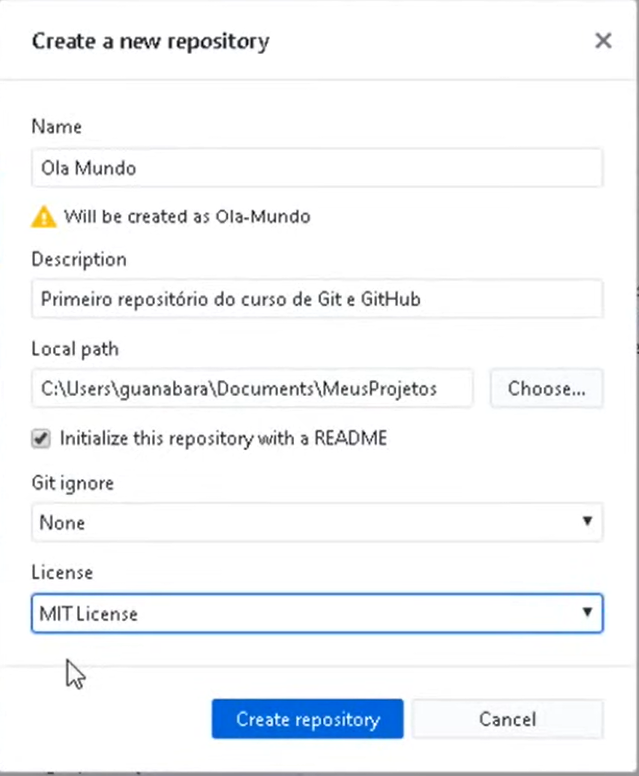 Create a new repository
Name
Ola Mundo
Will be created as Ola-Mundo
Description
Primeiro repositório do curso de Git e GitHub
Local path
C:\Users\guanabara\Documents\MeusProjetos
Choose...
Initialize this repository with a README
Git ignore
None
License
MIT License
Create repository
Cancel